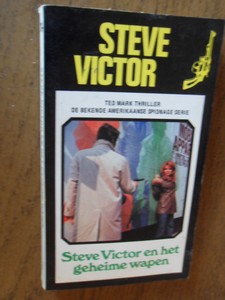 STEVE
VICTOR
TED MARK THRILLER
DE BEKENDE AMERIKAANSE SPIONAGE SERIE
Steve Victor en het
geheime wapen